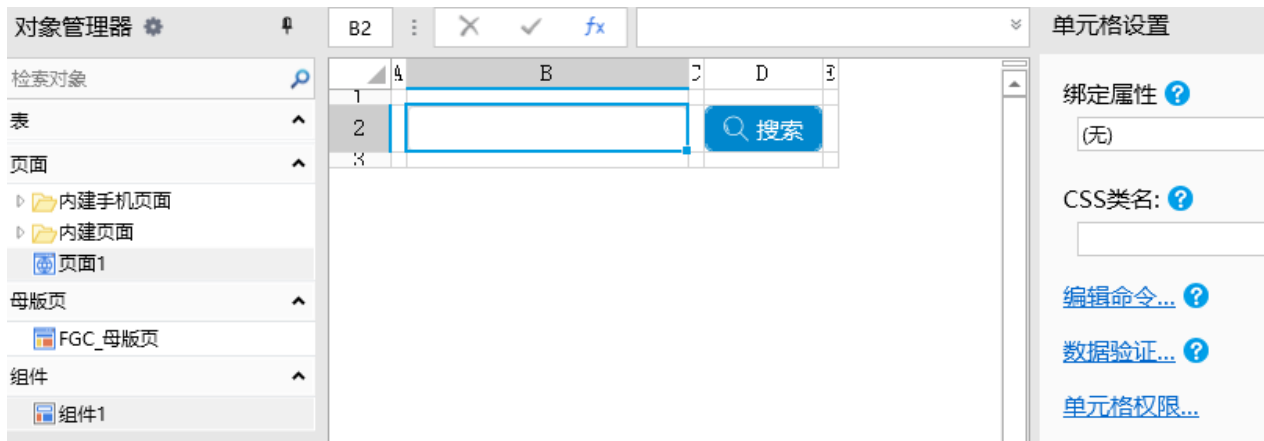 对象管理器
B2
fx
单元格设置
检索对象
A B C D E
绑定属性
表
1
(无)
2
搜索
页面
3
内建手机页面
CSS类名:
内建页面
页面1
母版页
编辑命令...
FGC_母版页
数据验证...
组件
组件1
单元格权限...